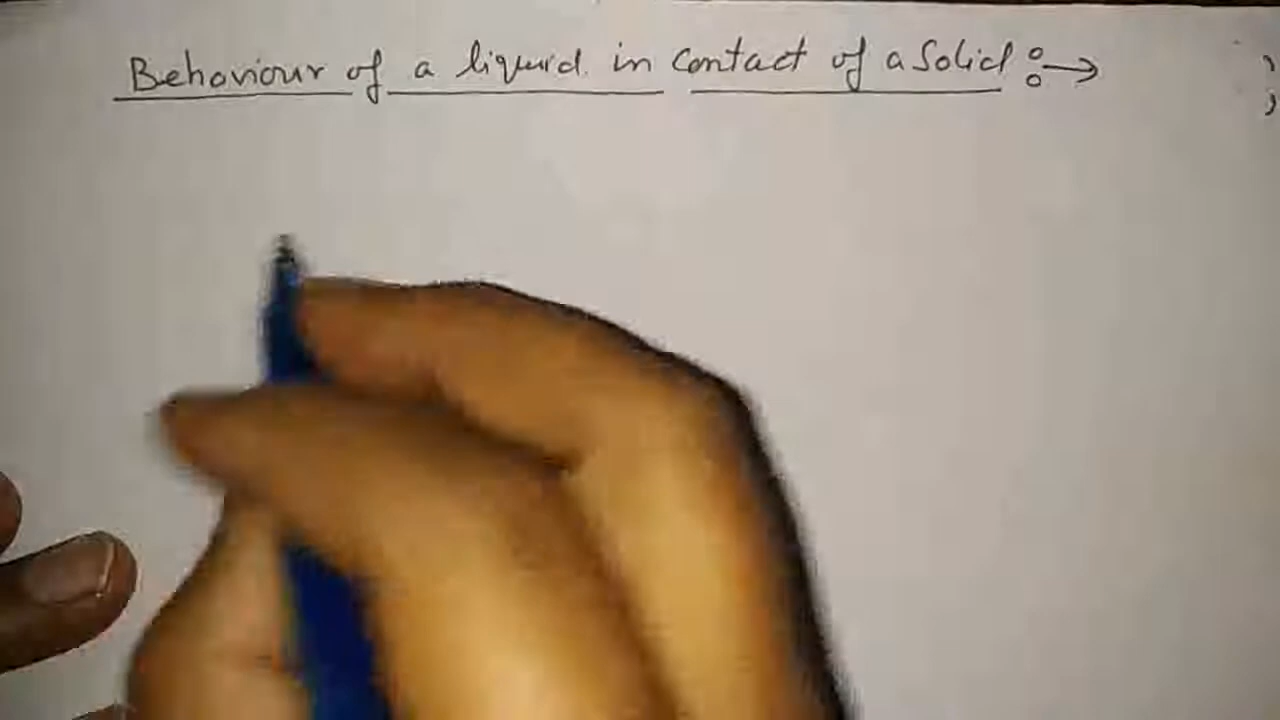 Behaviour of a liquid in Contact of a Solid :→